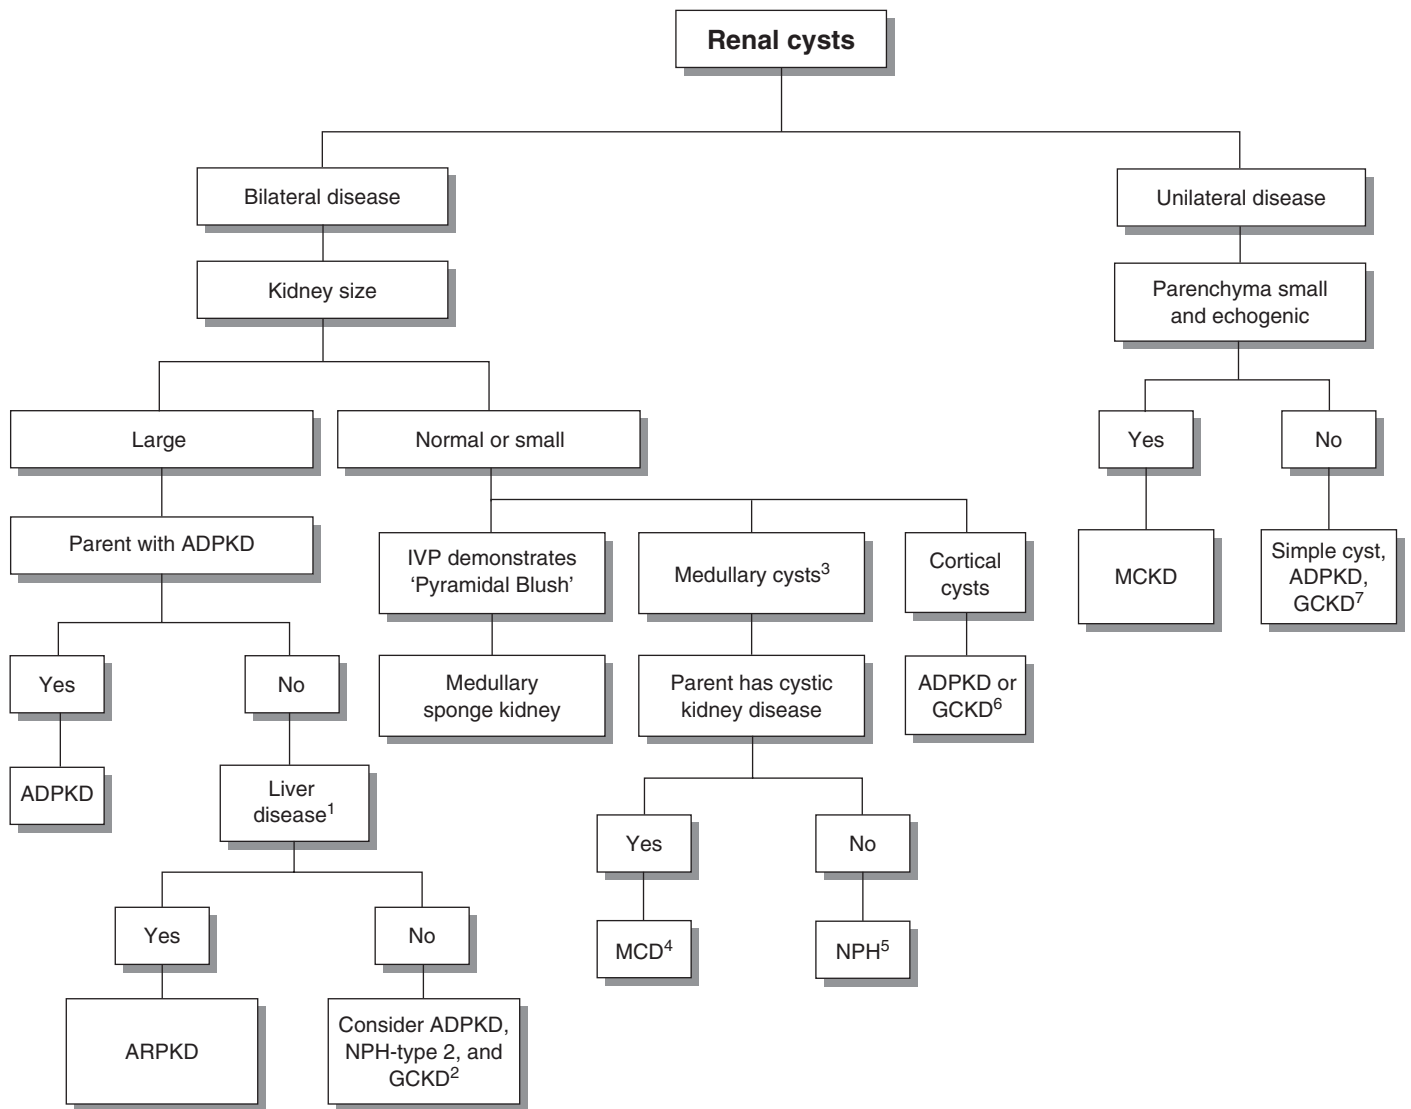 Renal cysts
Bilateral disease
Unilateral disease
Kidney size
Parenchyma small
and echogenic
Large
Normal or small
Yes
No
Parent with ADPKD
IVP demonstrates
‘Pyramidal Blush’
Medullary cysts3
Cortical
cysts
MCKD
Simple cyst,
ADPKD,
GCKD7
Yes
No
Medullary
sponge kidney
Parent has cystic
kidney disease
ADPKD or
GCKD6
ADPKD
Liver
disease1
Yes
No
Yes
No
MCD4
NPH5
ARPKD
Consider ADPKD,
NPH-type 2, and
GCKD2